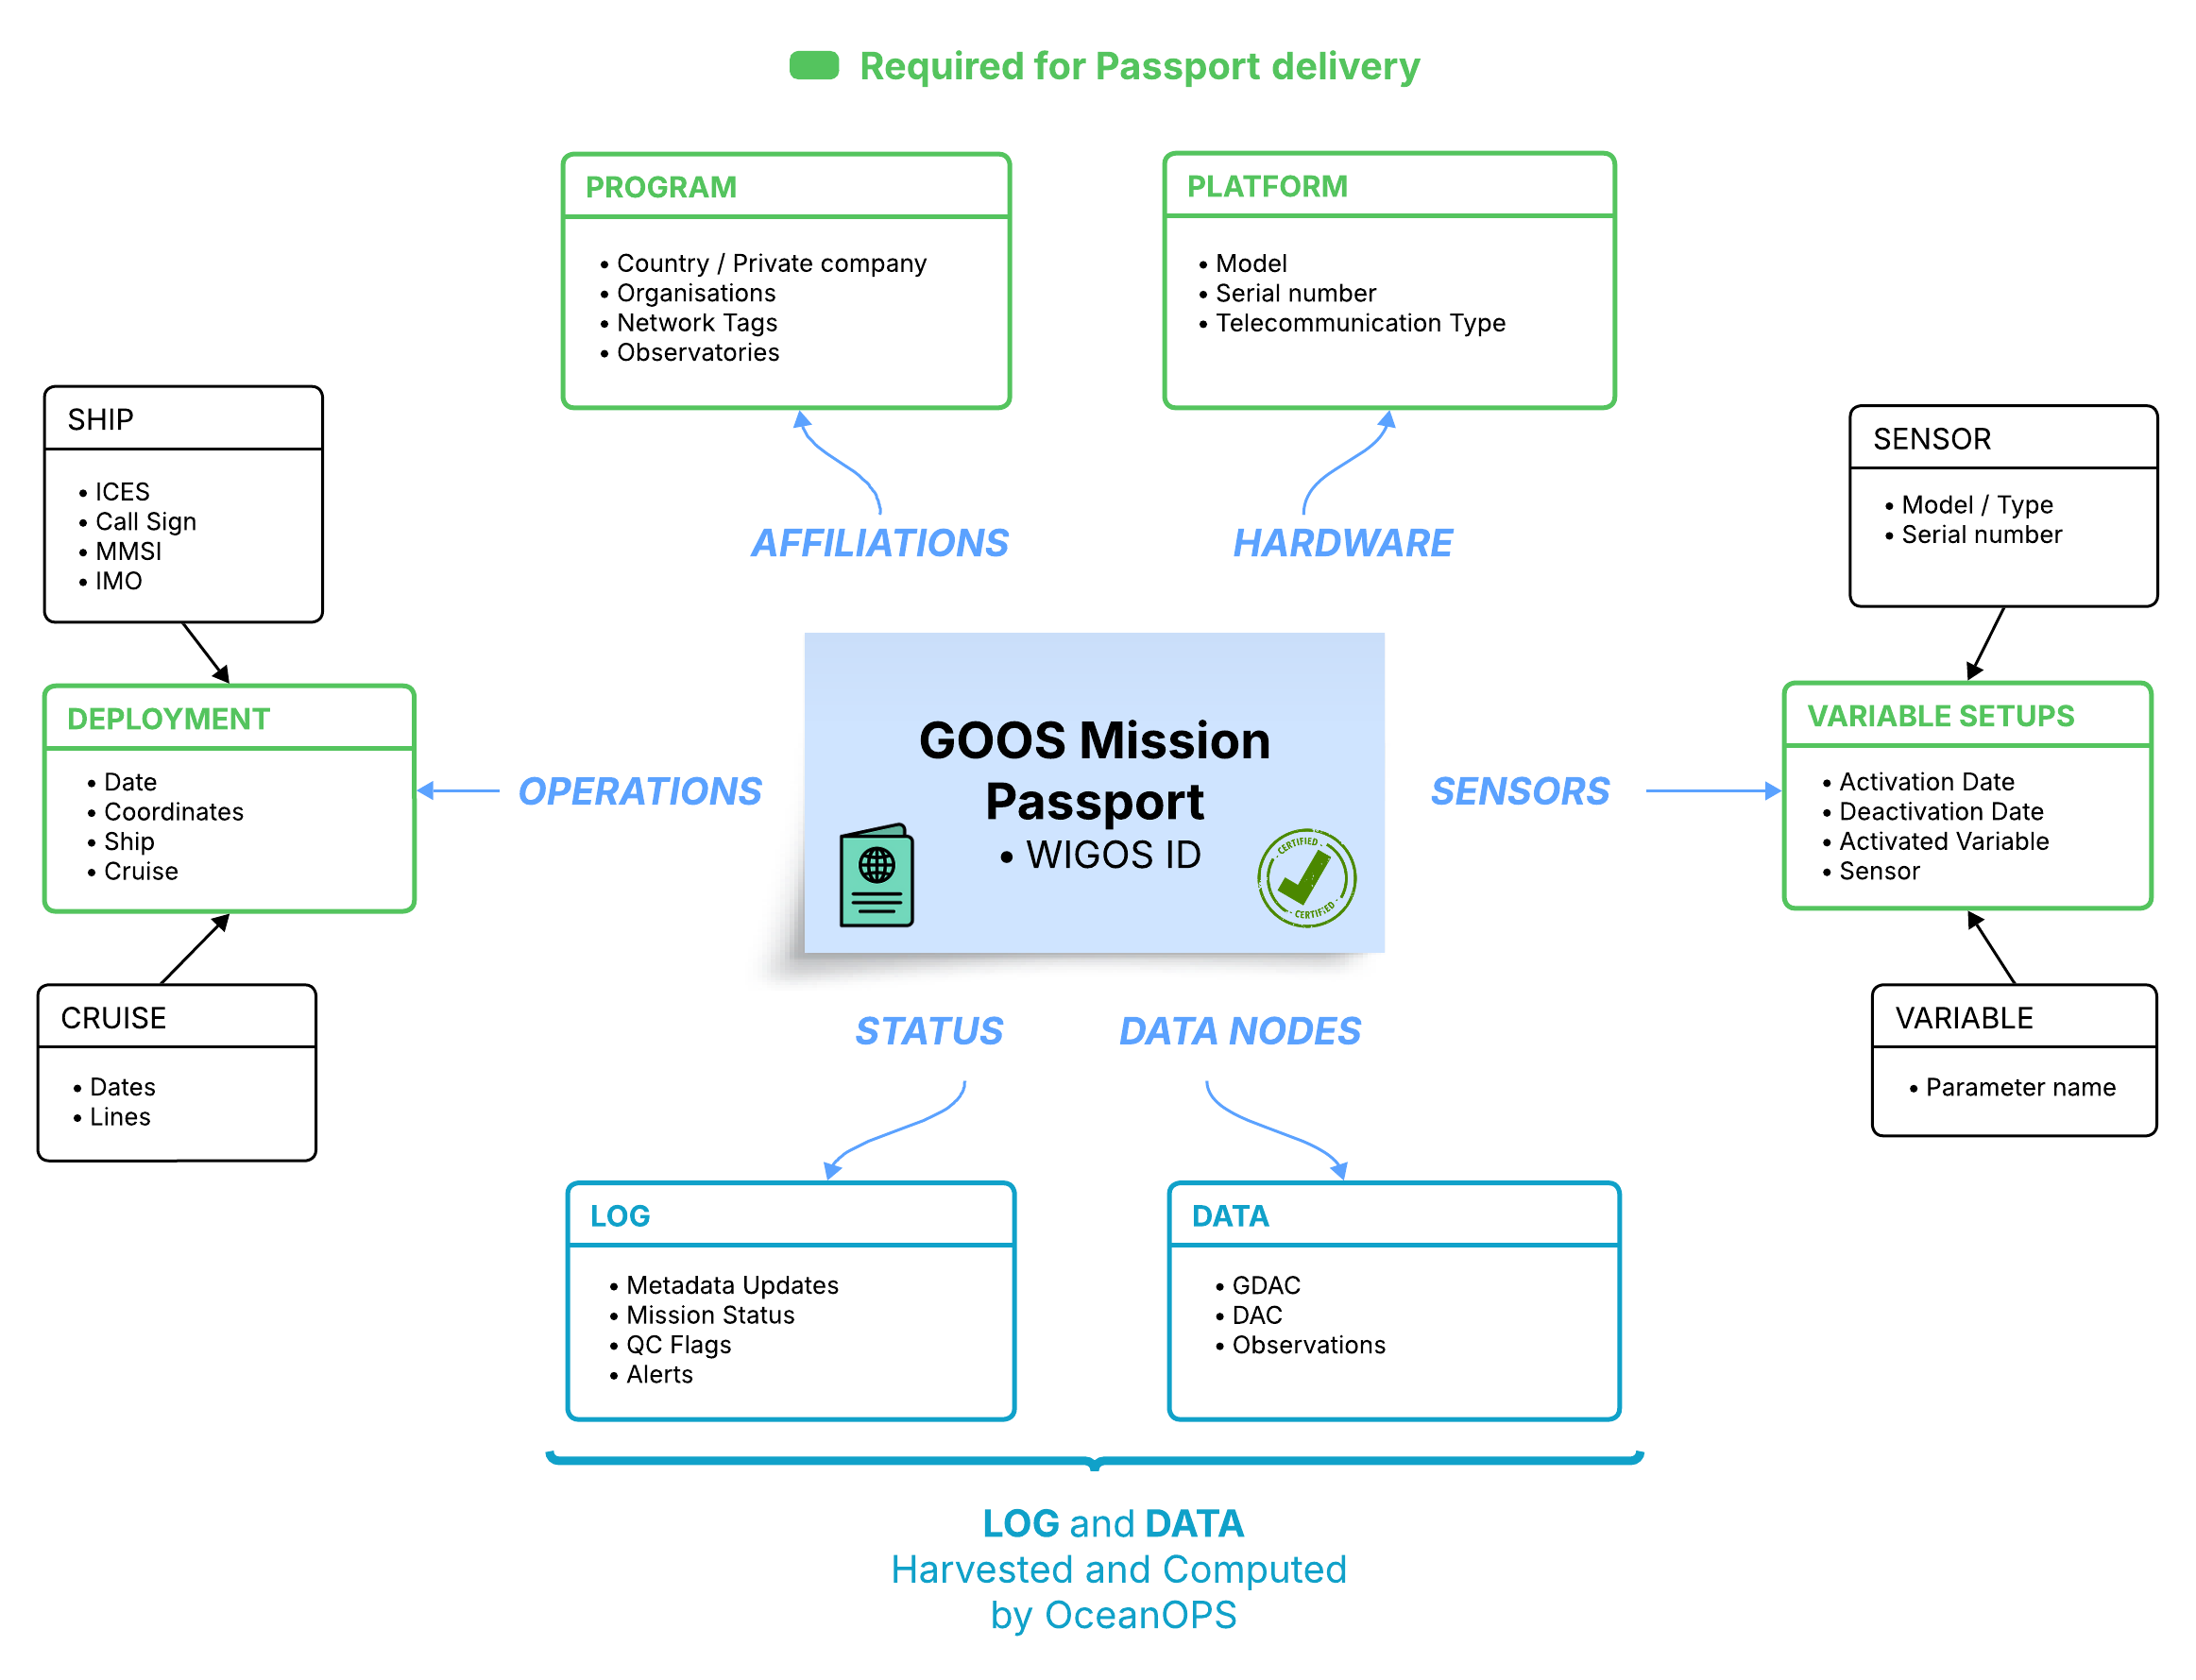 Required for Passport delivery
PROGRAM
• Country / Private company
• Organisations
• Network Tags
• Observatories
PLATFORM
• Model
• Serial number
• Telecommunication Type
SHIP
• ICES
• Call Sign
• MMSI
• IMO
SENSOR
• Model / Type
• Serial number
AFFILIATIONS
HARDWARE
DEPLOYMENT
• Date
• Coordinates
• Ship
• Cruise
OPERATIONS
GOOS Mission
Passport
• WIGOS ID
CERTIFIED
CERTIFIED
SENSORS
VARIABLE SETUPS
• Activation Date
• Deactivation Date
• Activated Variable
• Sensor
CRUISE
• Dates
• Lines
STATUS
DATA NODES
VARIABLE
• Parameter name
LOG
• Metadata Updates
• Mission Status
• QC Flags
• Alerts
DATA
• GDAC
• DAC
• Observations
LOG and DATA
Harvested and Computed
by OceanOPS